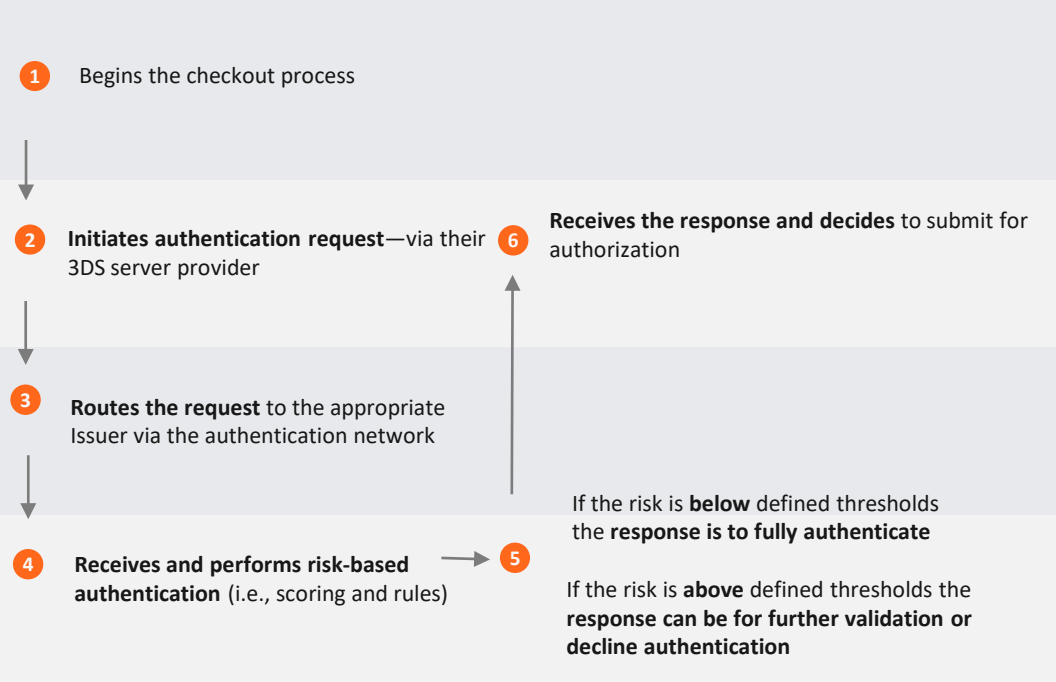 1 Begins the checkout process
2 Initiates authentication request—via their
3DS server provider
3 Routes the request to the appropriate
Issuer via the authentication network
4 Receives and performs risk-based
authentication (i.e., scoring and rules)
5 If the risk is below defined thresholds
the response is to fully authenticate
If the risk is above defined thresholds the
response can be for further validation or
decline authentication
6 Receives the response and decides to submit for
authorization